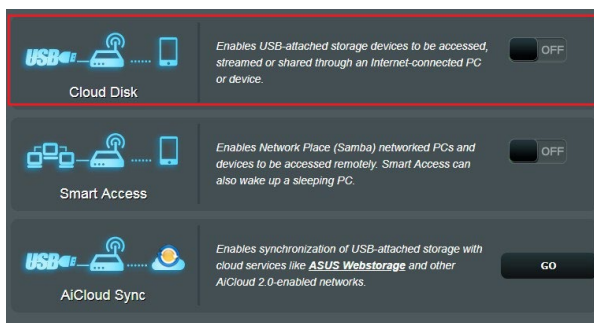 USB
Cloud Disk
Enables USB-attached storage devices to be accessed,
streamed or shared through an Internet-connected PC
or device.
OFF
Smart Access
Enables Network Place (Samba) networked PCs and
devices to be accessed remotely. Smart Access can
also wake up a sleeping PC.
OFF
USB
AiCloud Sync
Enables synchronization of USB-attached storage with
cloud services like ASUS Webstorage and other
AiCloud 2.0-enabled networks.
GO